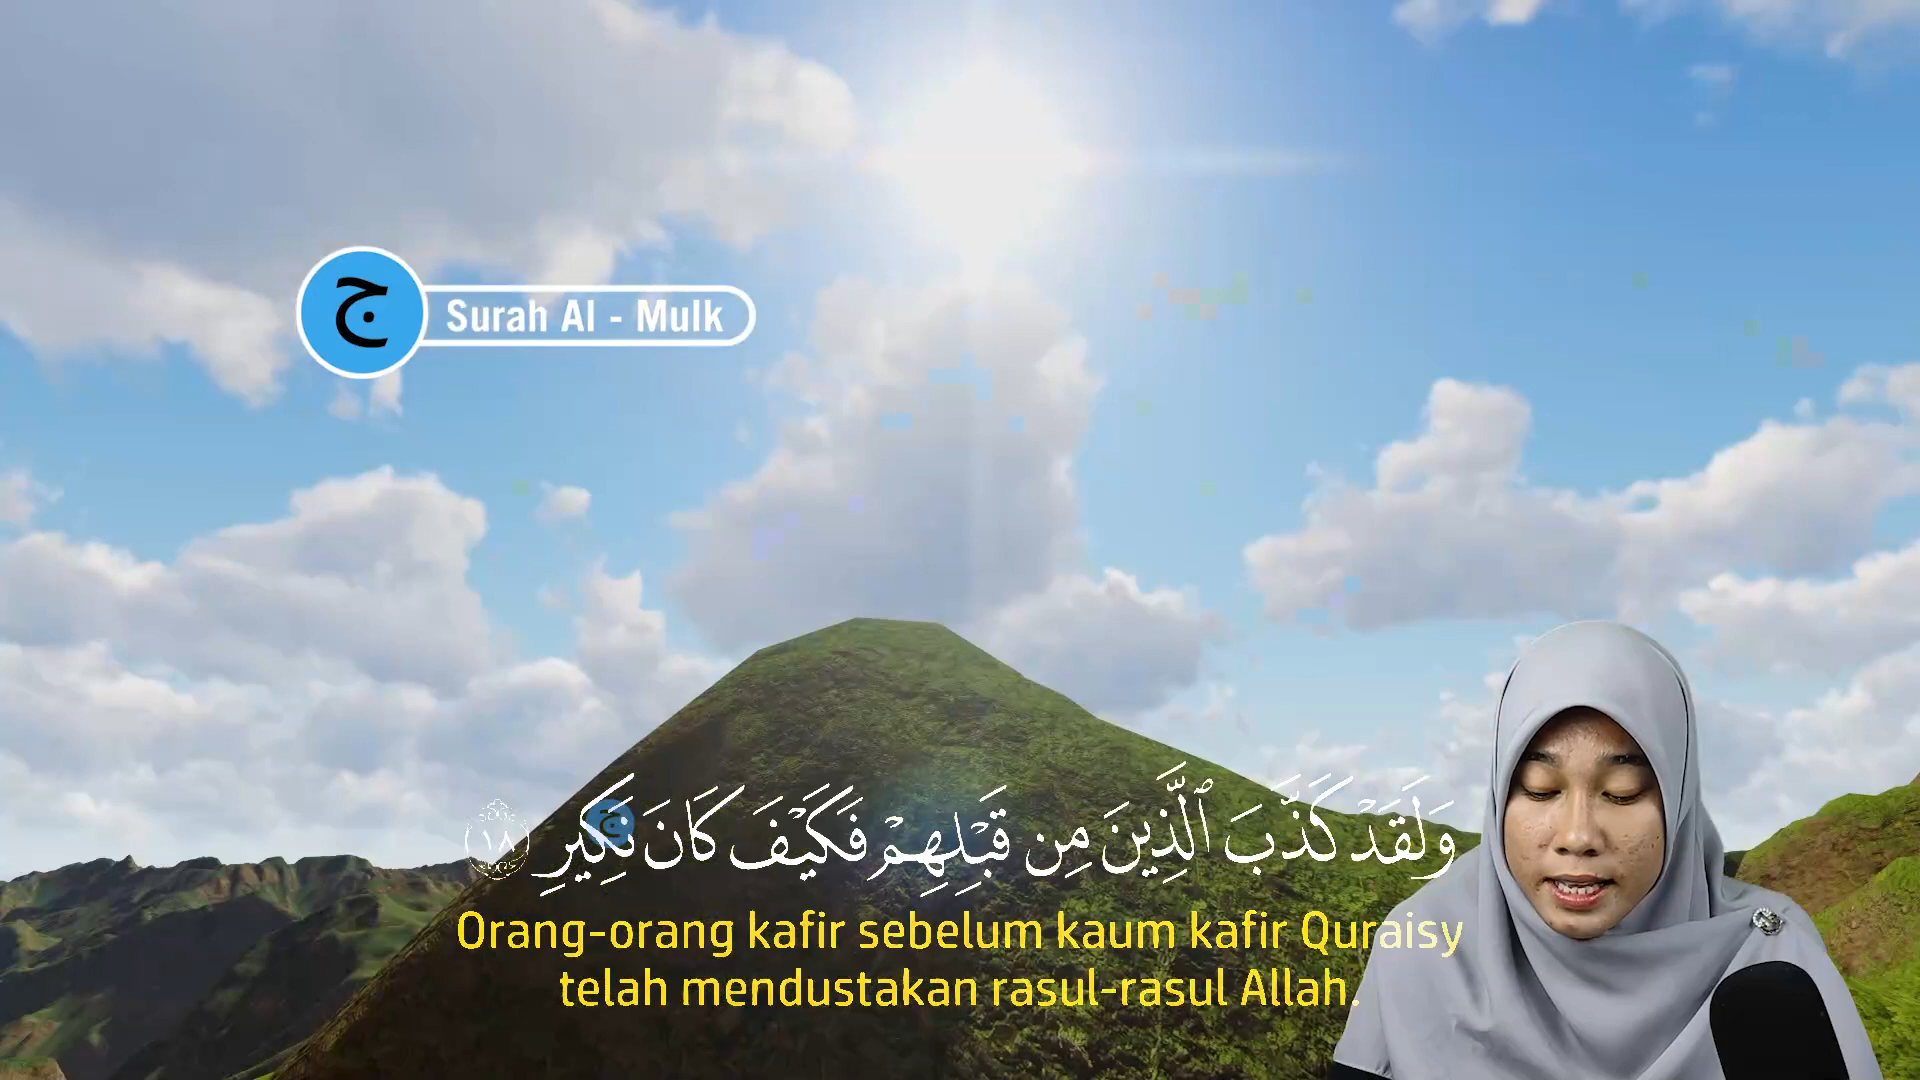 ج
Surah Al - Mulk
وَلَقَدْ كَذَّبَ ٱلَّذِينَ مِن قَبْلِهِمْ فَكَيْفَ كَانَ نَكِيرِ ١٨
ج
Orang-orang kafir sebelum kaum kafir Quraisy
telah mendustakan rasul-rasul Allah.